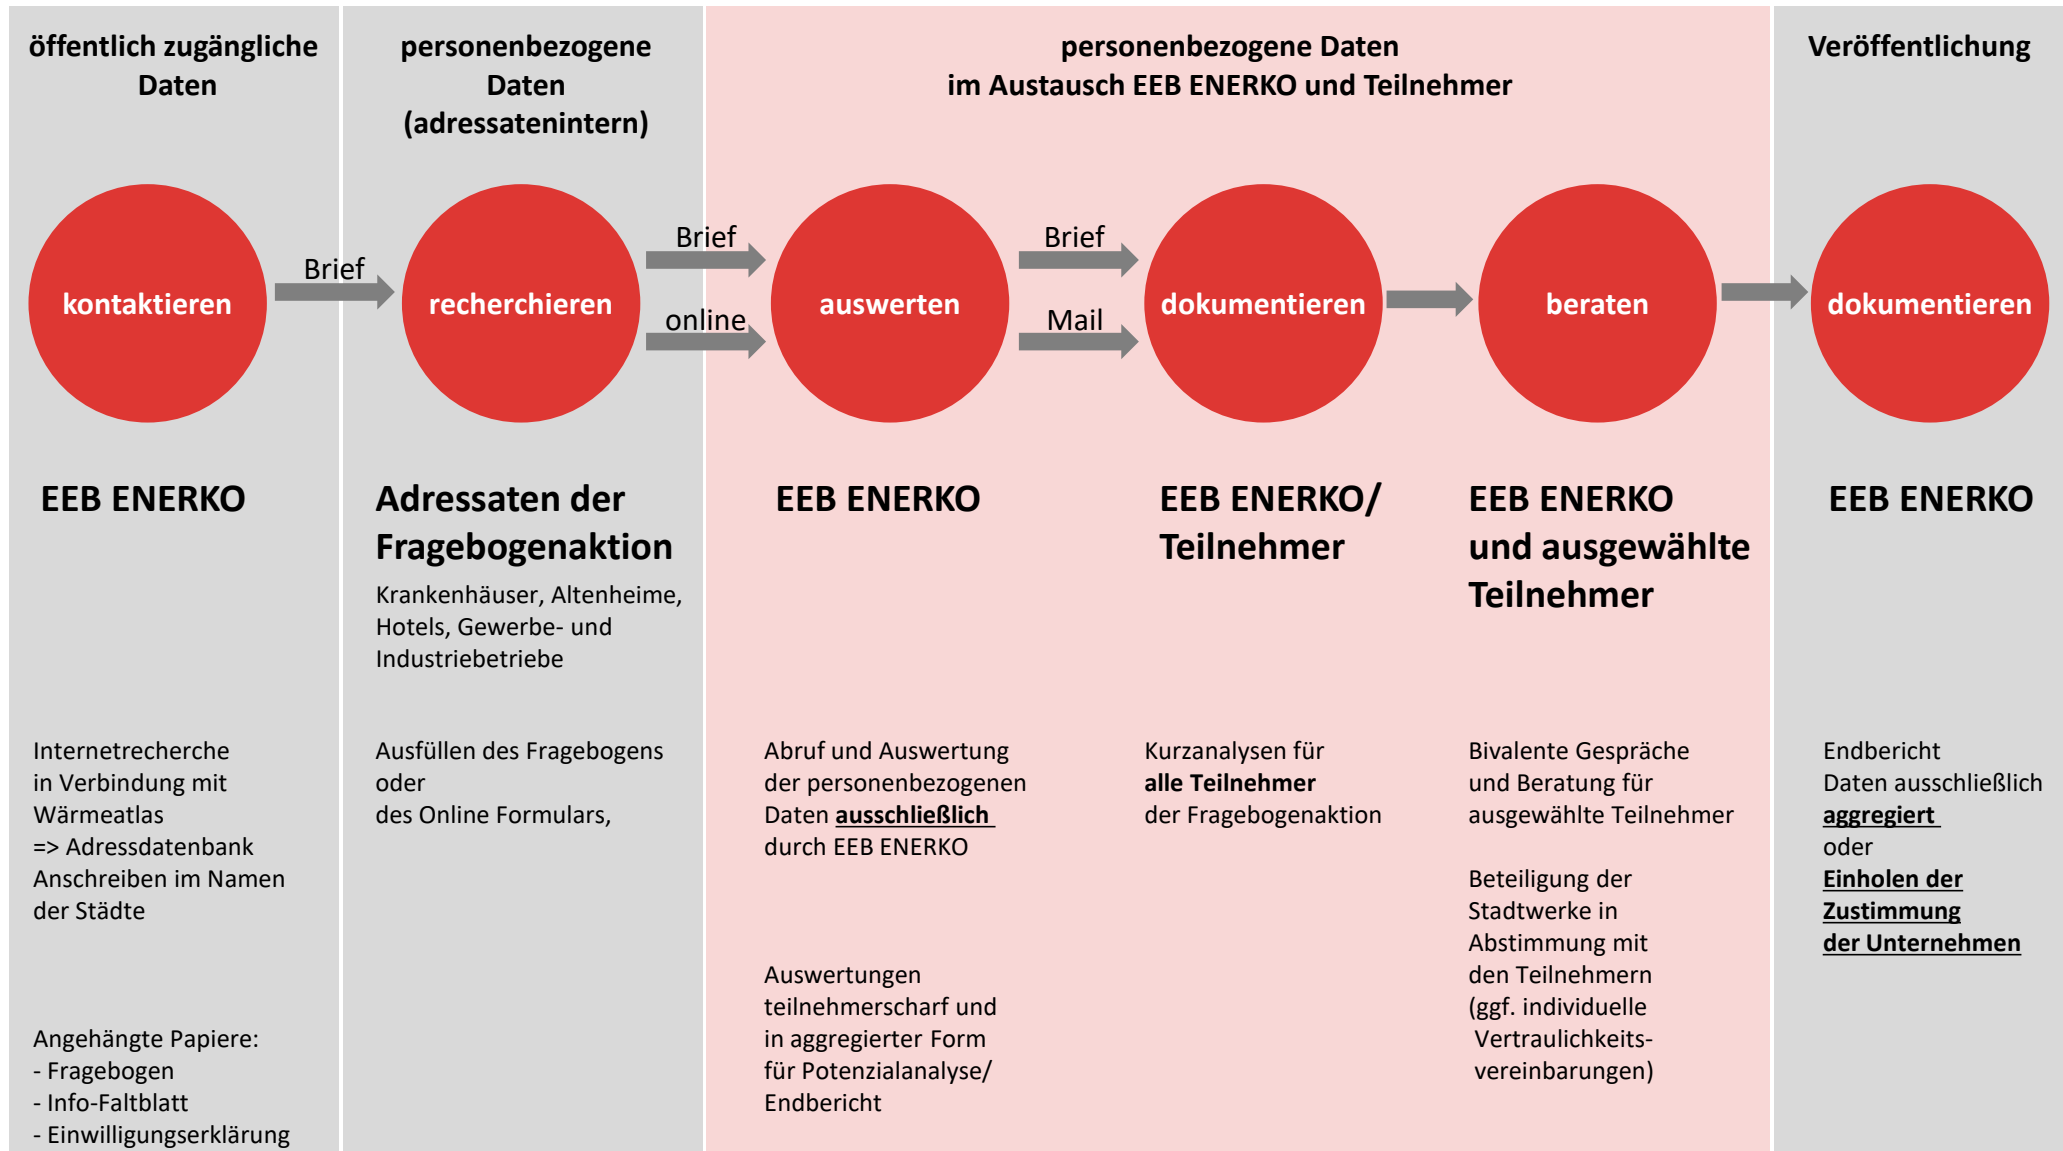 öffentlich zugängliche
Daten
personenbezogene
Daten
(adressatenintern)
personenbezogene Daten
im Austausch EEB ENERKO und Teilnehmer
Veröffentlichung
kontaktieren
Brief
recherchieren
Brief
online
auswerten
Brief
Mail
dokumentieren
beraten
dokumentieren
EEB ENERKO
Adressaten der
Fragebogenaktion
Krankenhäuser, Altenheime,
Hotels, Gewerbe- und
Industriebetriebe
EEB ENERKO
EEB ENERKO/
Teilnehmer
EEB ENERKO
und ausgewählte
Teilnehmer
EEB ENERKO
Internetrecherche
in Verbindung mit
Wärmeatlas
=> Adressdatenbank
Anschreiben im Namen
der Städte
Angehängte Papiere:
- Fragebogen
- Info-Faltblatt
- Einwilligungserklärung
Ausfüllen des Fragebogens
oder
des Online Formulars,
Abruf und Auswertung
der personenbezogenen
Daten ausschließlich
durch EEB ENERKO
Auswertungen
teilnehmerscharf und
in aggregierter Form
für Potenzialanalyse/
Endbericht
Kurzanalysen für
alle Teilnehmer
der Fragebogenaktion
Bivalente Gespräche
und Beratung für
ausgewählte Teilnehmer
Beteiligung der
Stadtwerke in
Abstimmung mit
den Teilnehmern
(ggf. individuelle
Vertraulichkeits-
vereinbarungen)
Endbericht
Daten ausschließlich
aggregiert
oder
Einholen der
Zustimmung
der Unternehmen